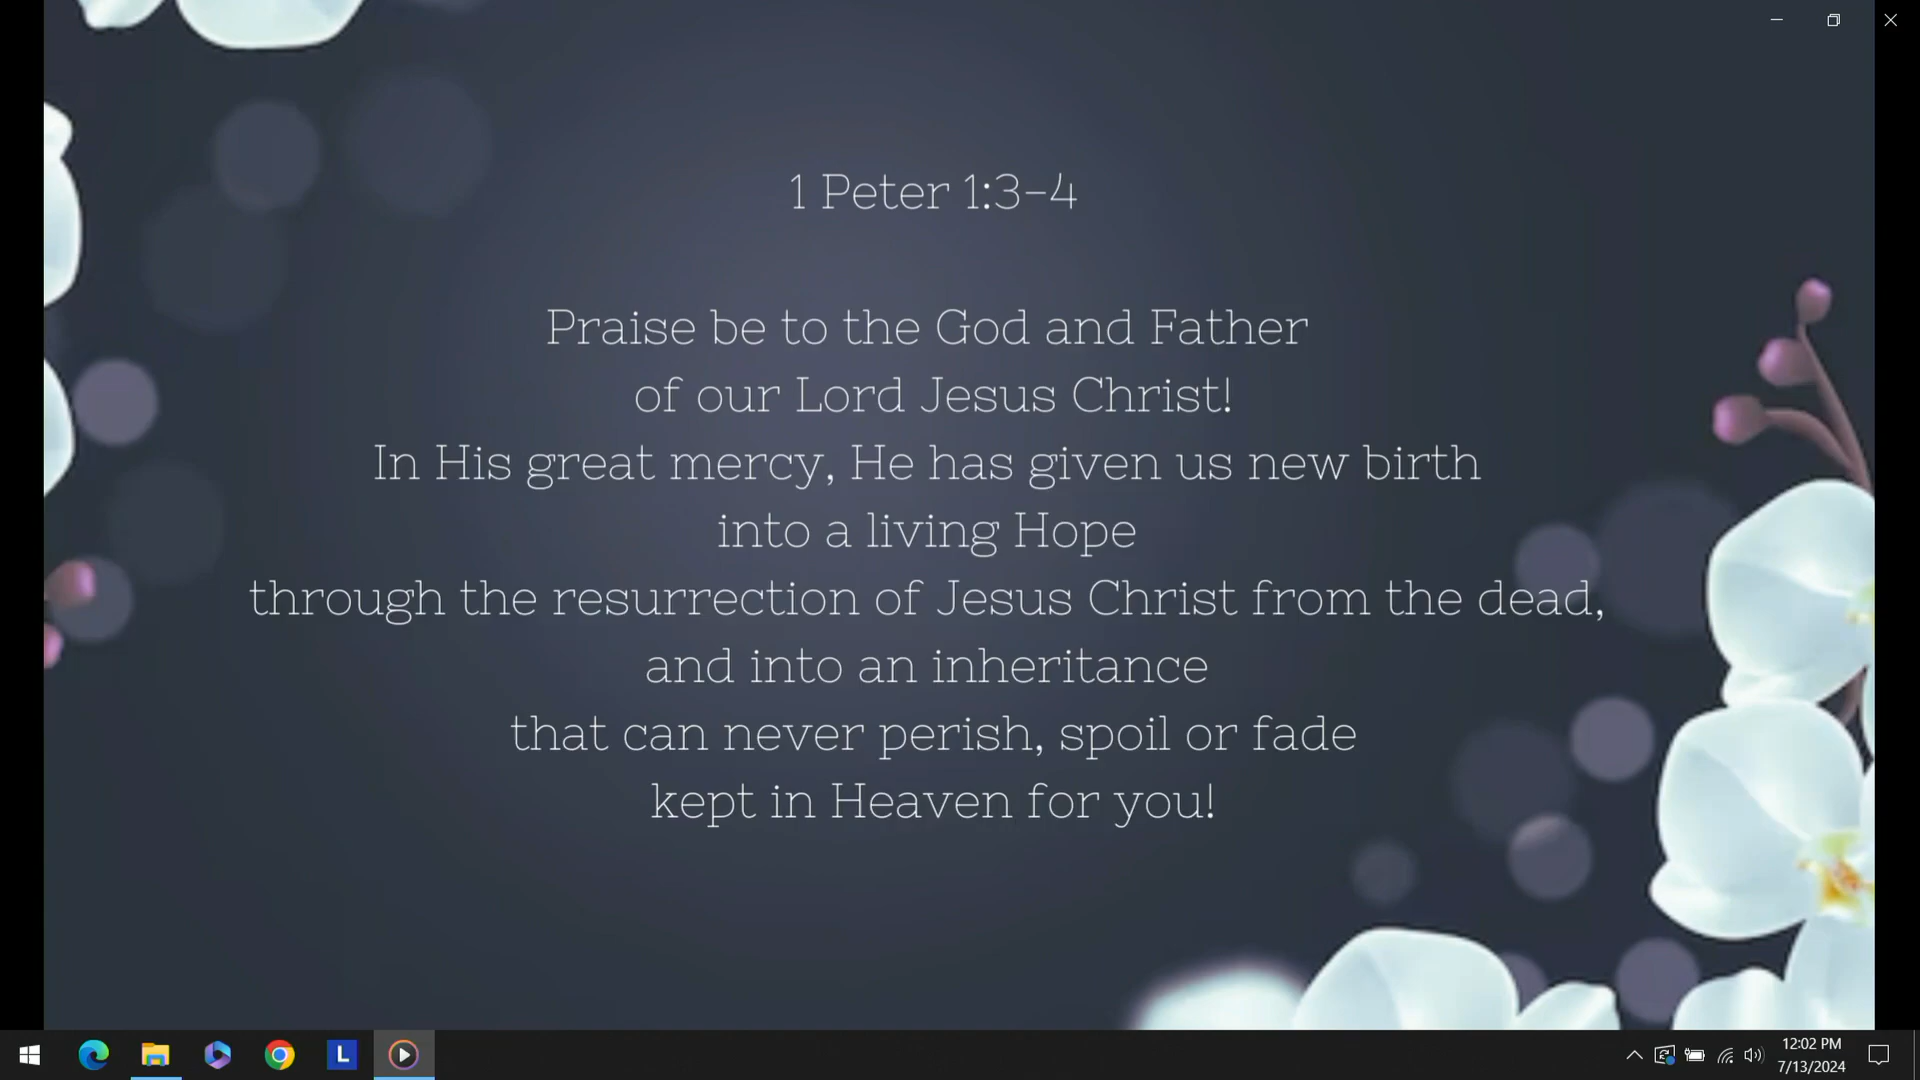 1 Peter 1:3-4
Praise be to the God and Father
of our Lord Jesus Christ!
In His great mercy, He has given us new birth
into a living Hope
through the resurrection of Jesus Christ from the dead,
and into an inheritance
that can never perish, spoil or fade
kept in Heaven for you!
L
12:02 PM
7/13/2024